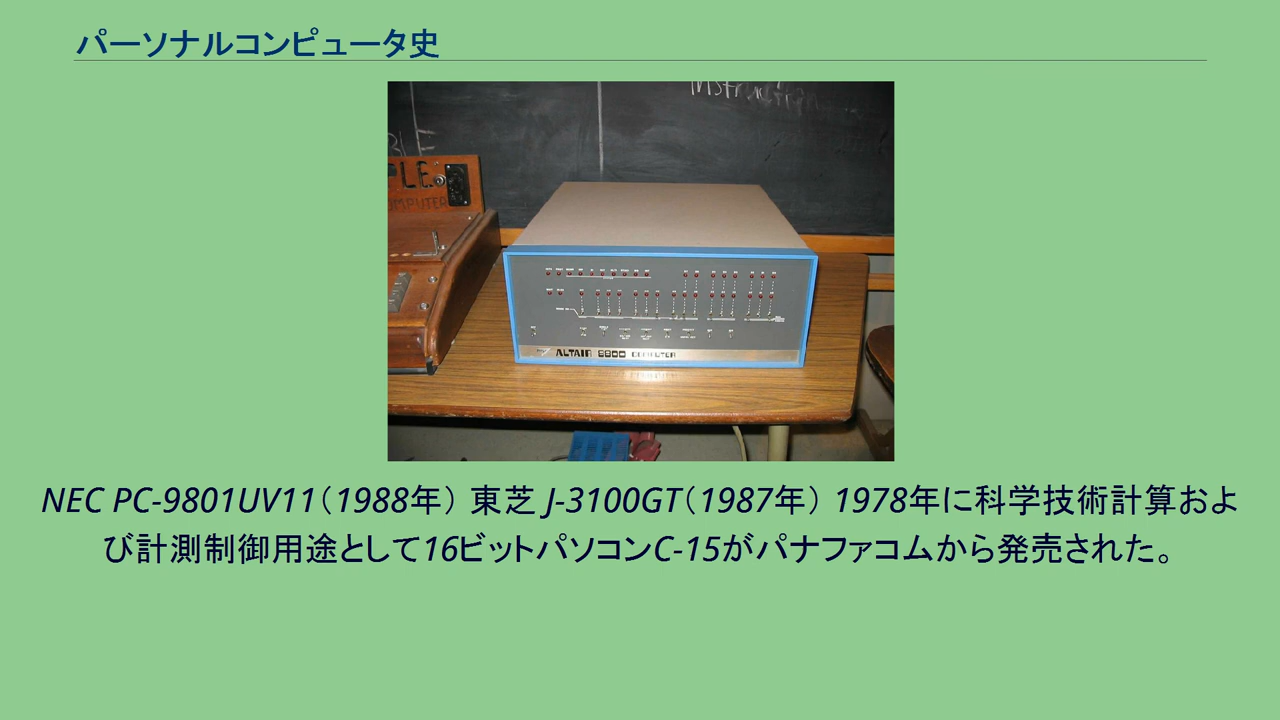 パーソナルコンピュータ史
Instruction
PLE
OMPUTER
ALTAIR 8800 COMPUTER
NEC PC-9801UV11（1988年） 東芝 J-3100GT（1987年） 1978年に科学技術計算およ
び計測制御用途として16ビットパソコンC-15がパナファコムから発売された。